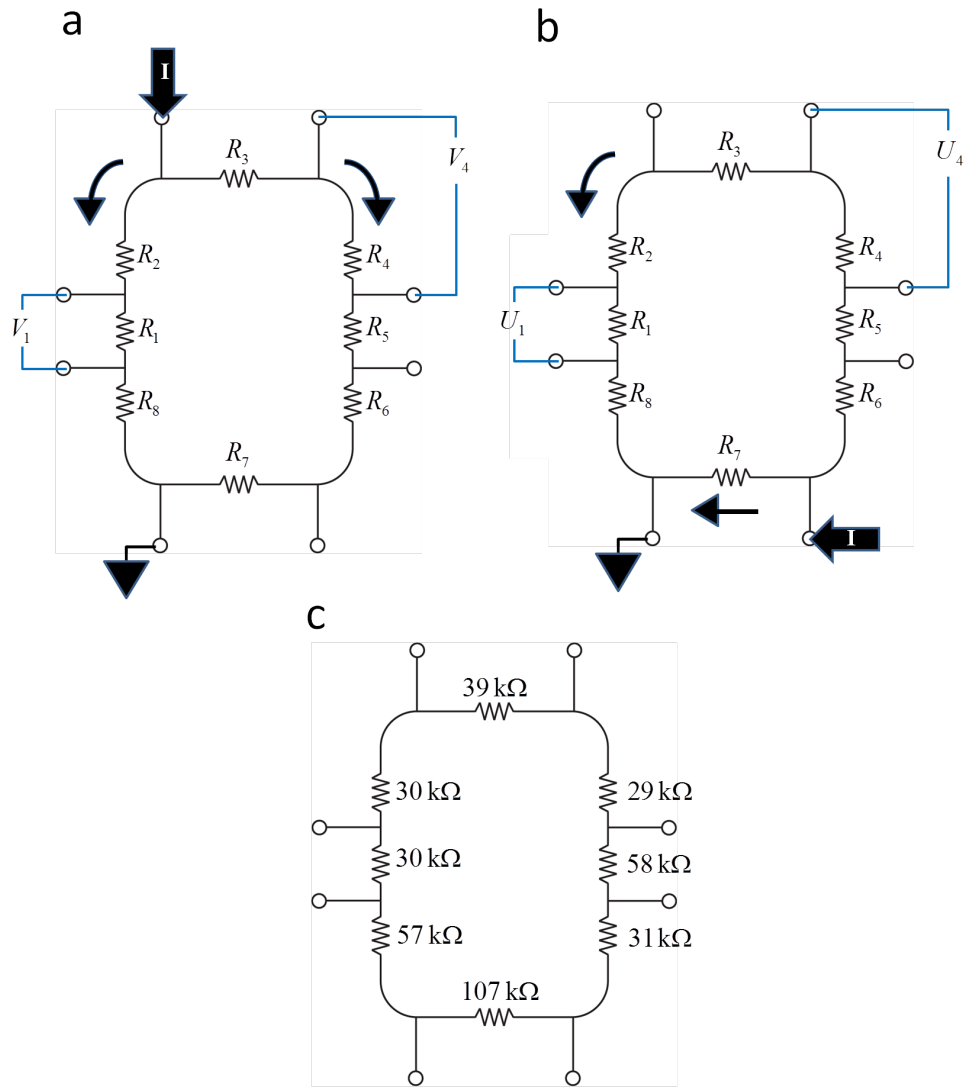 a
I
R₃
V₄
R₂
R₄
V₁
R₁
R₅
R₈
R₆
R₇
b
R₃
U₄
R₂
R₄
U₁
R₁
R₅
R₈
R₆
R₇
I
c
39 kΩ
30 kΩ
29 kΩ
30 kΩ
58 kΩ
57 kΩ
31 kΩ
107 kΩ